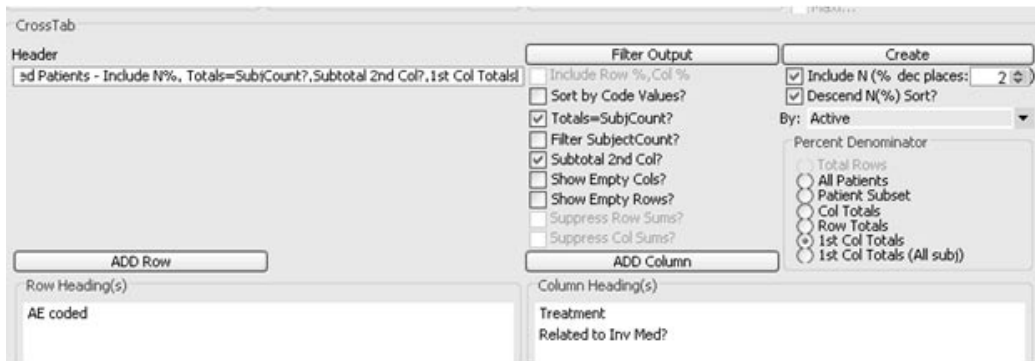 CrossTab
Header
ed Patients - Include N%, Totals=SubjCount?,Subtotal 2nd Col?,1st Col Totals
Filter Output
Include Row %,Col %
Sort by Code Values?
Totals=SubjCount?
Filter SubjectCount?
Subtotal 2nd Col?
Show Empty Cols?
Show Empty Rows?
Suppress Row Sums?
Suppress Col Sums?
Create
Include N (% dec places: 2 )
Descend N(%) Sort?
By: Active
Percent Denominator
Total Rows
All Patients
Patient Subset
Col Totals
Row Totals
1st Col Totals
1st Col Totals (All subj)
ADD Row
ADD Column
Row Heading(s)
AE coded
Column Heading(s)
Treatment
Related to Inv Med?